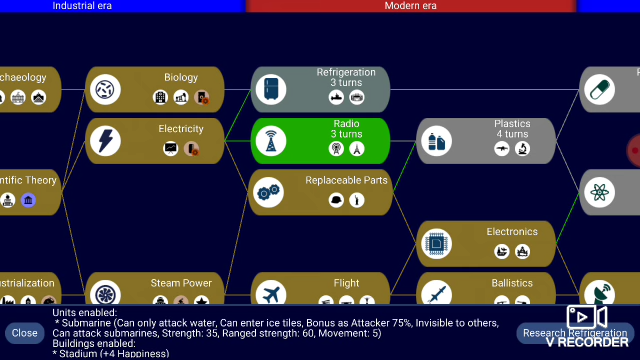 Industrial era
Modern era
chaeology
Biology
Refrigeration
3 turns
Electricity
Radio
3 turns
Plastics
4 turns
ntific Theory
Replaceable Parts
Electronics
ustrialization
Steam Power
Flight
Ballistics
Units enabled:
* Submarine (Can only attack water, Can enter ice tiles, Bonus as Attacker 75%, Invisible to others,
Can attack submarines, Strength: 35, Ranged strength: 60, Movement: 5)
Buildings enabled:
* Stadium (+4 Happiness)
Close
Research Refrigeration
V RECORDER